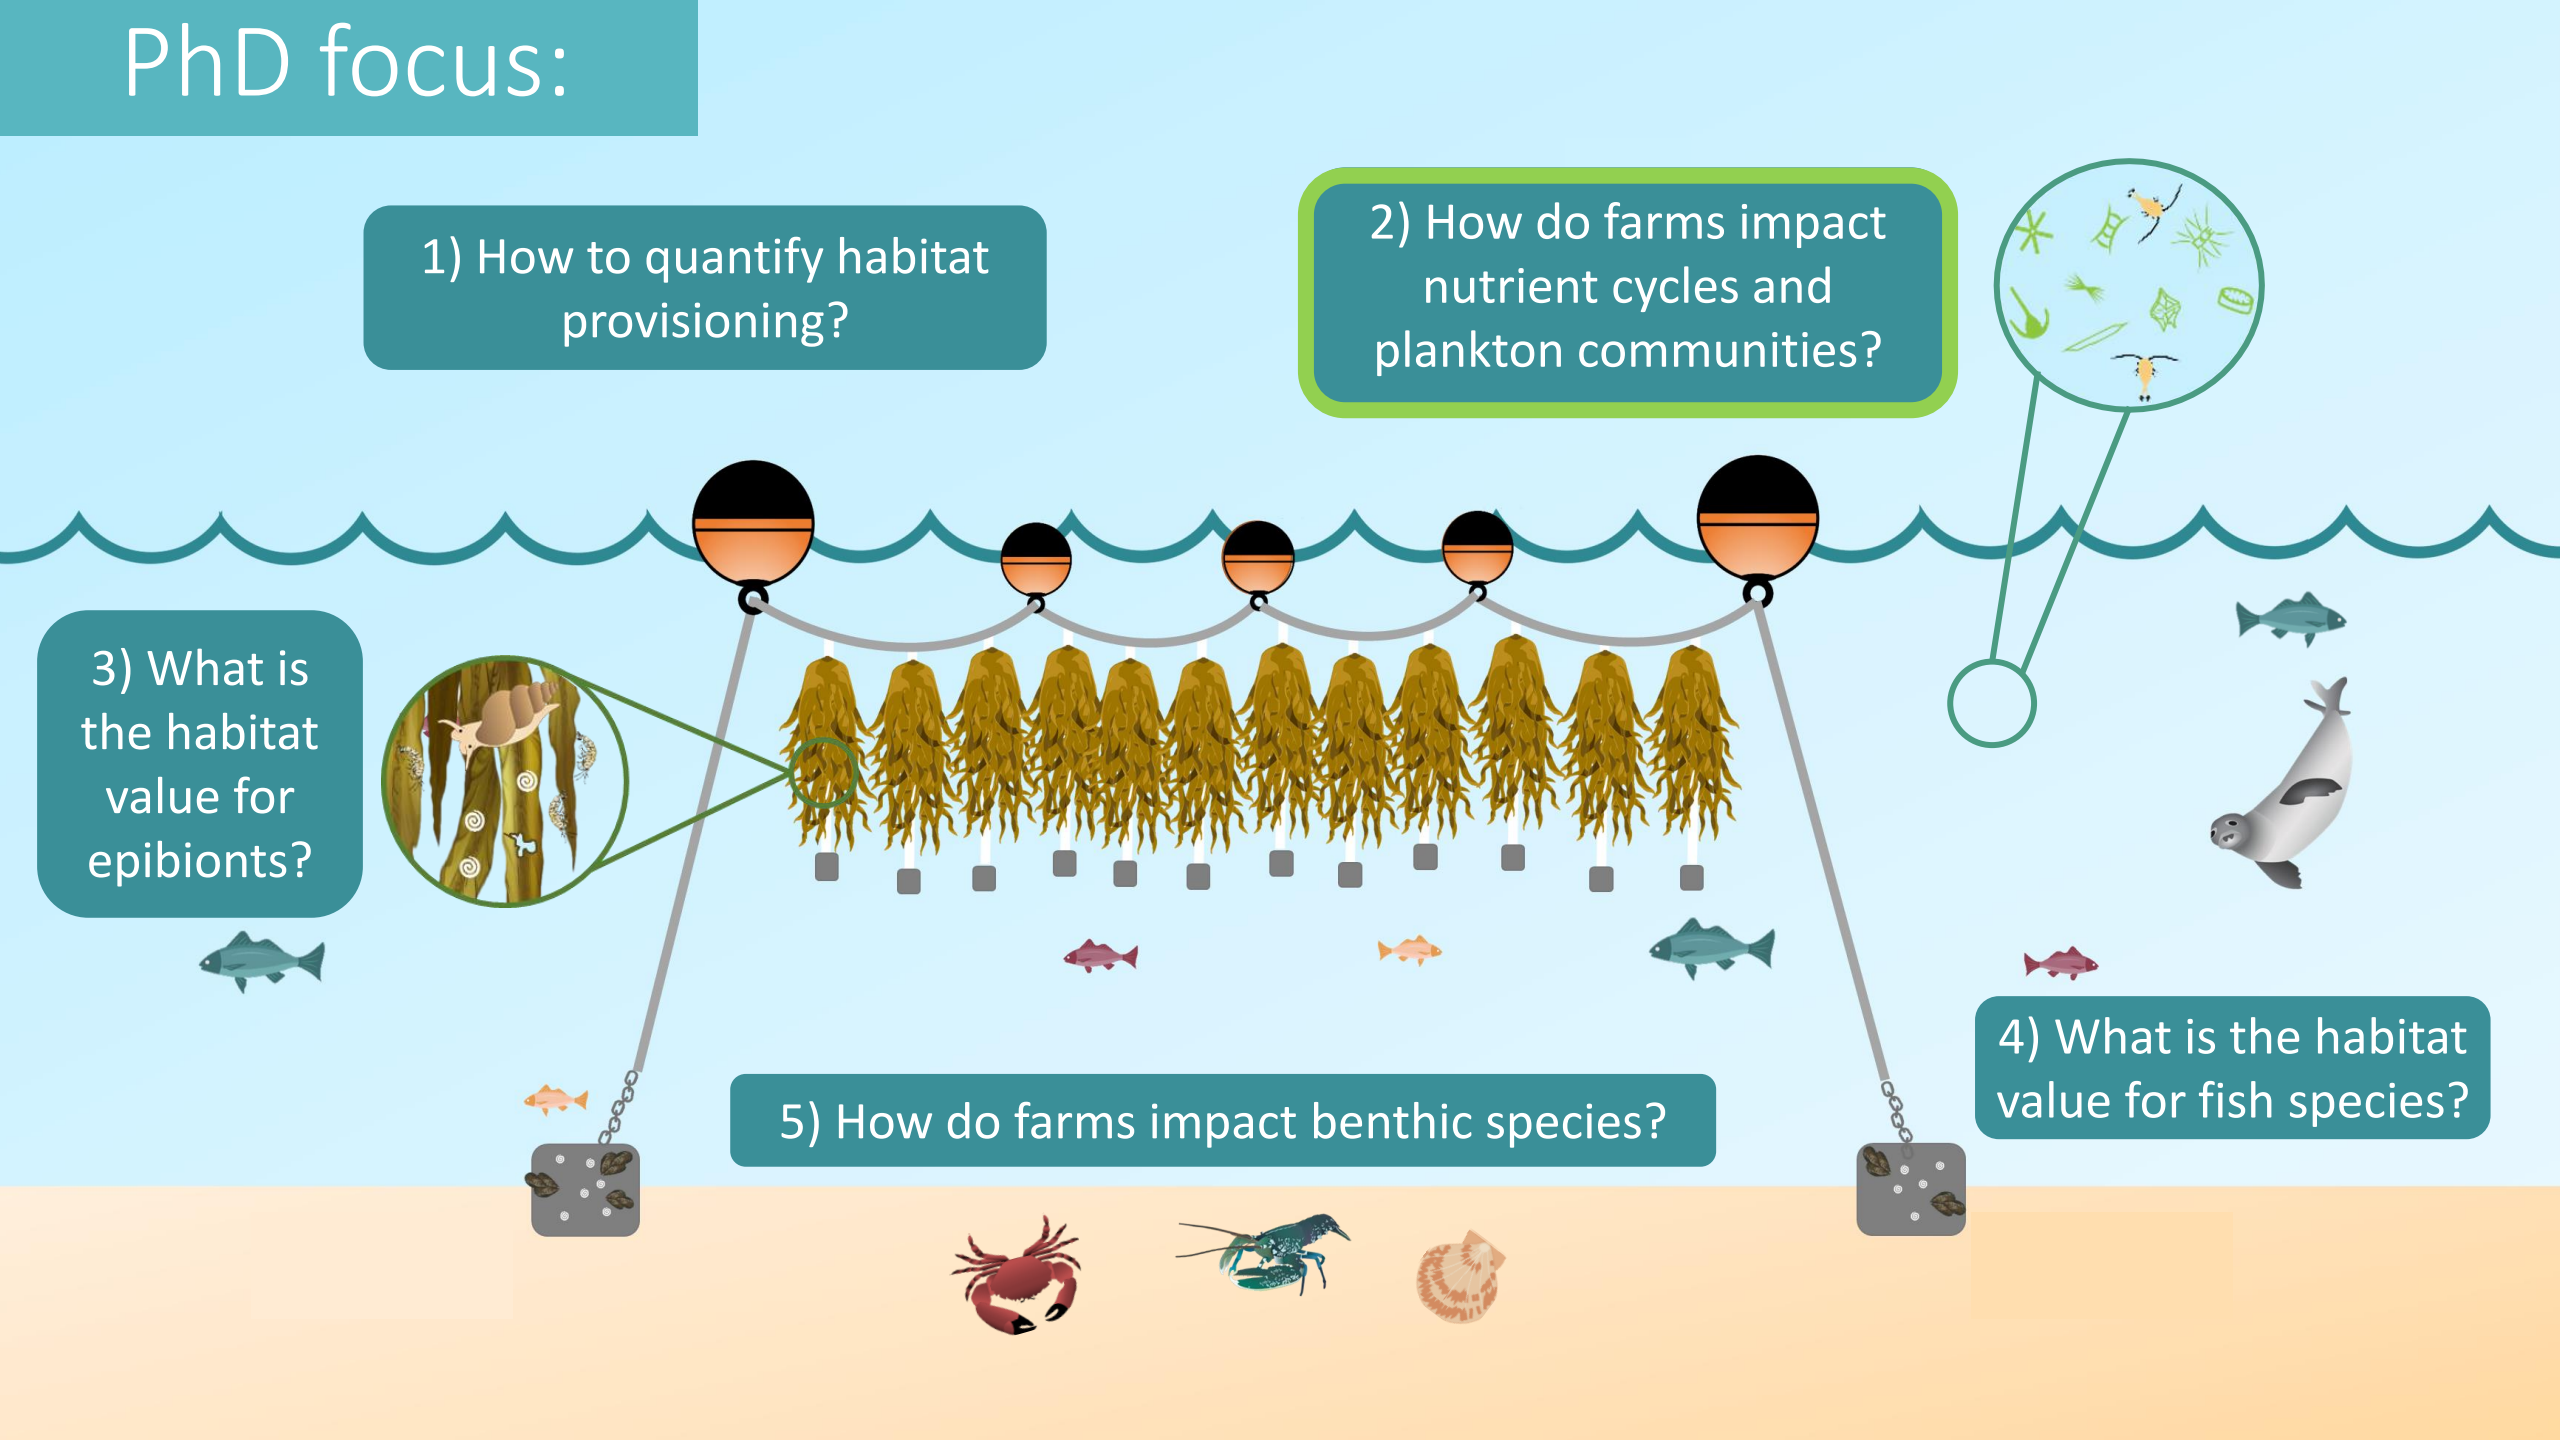 PhD focus:
1) How to quantify habitat
provisioning?
2) How do farms impact
nutrient cycles and
plankton communities?
3) What is
the habitat
value for
epibionts?
4) What is the habitat
value for fish species?
5) How do farms impact benthic species?